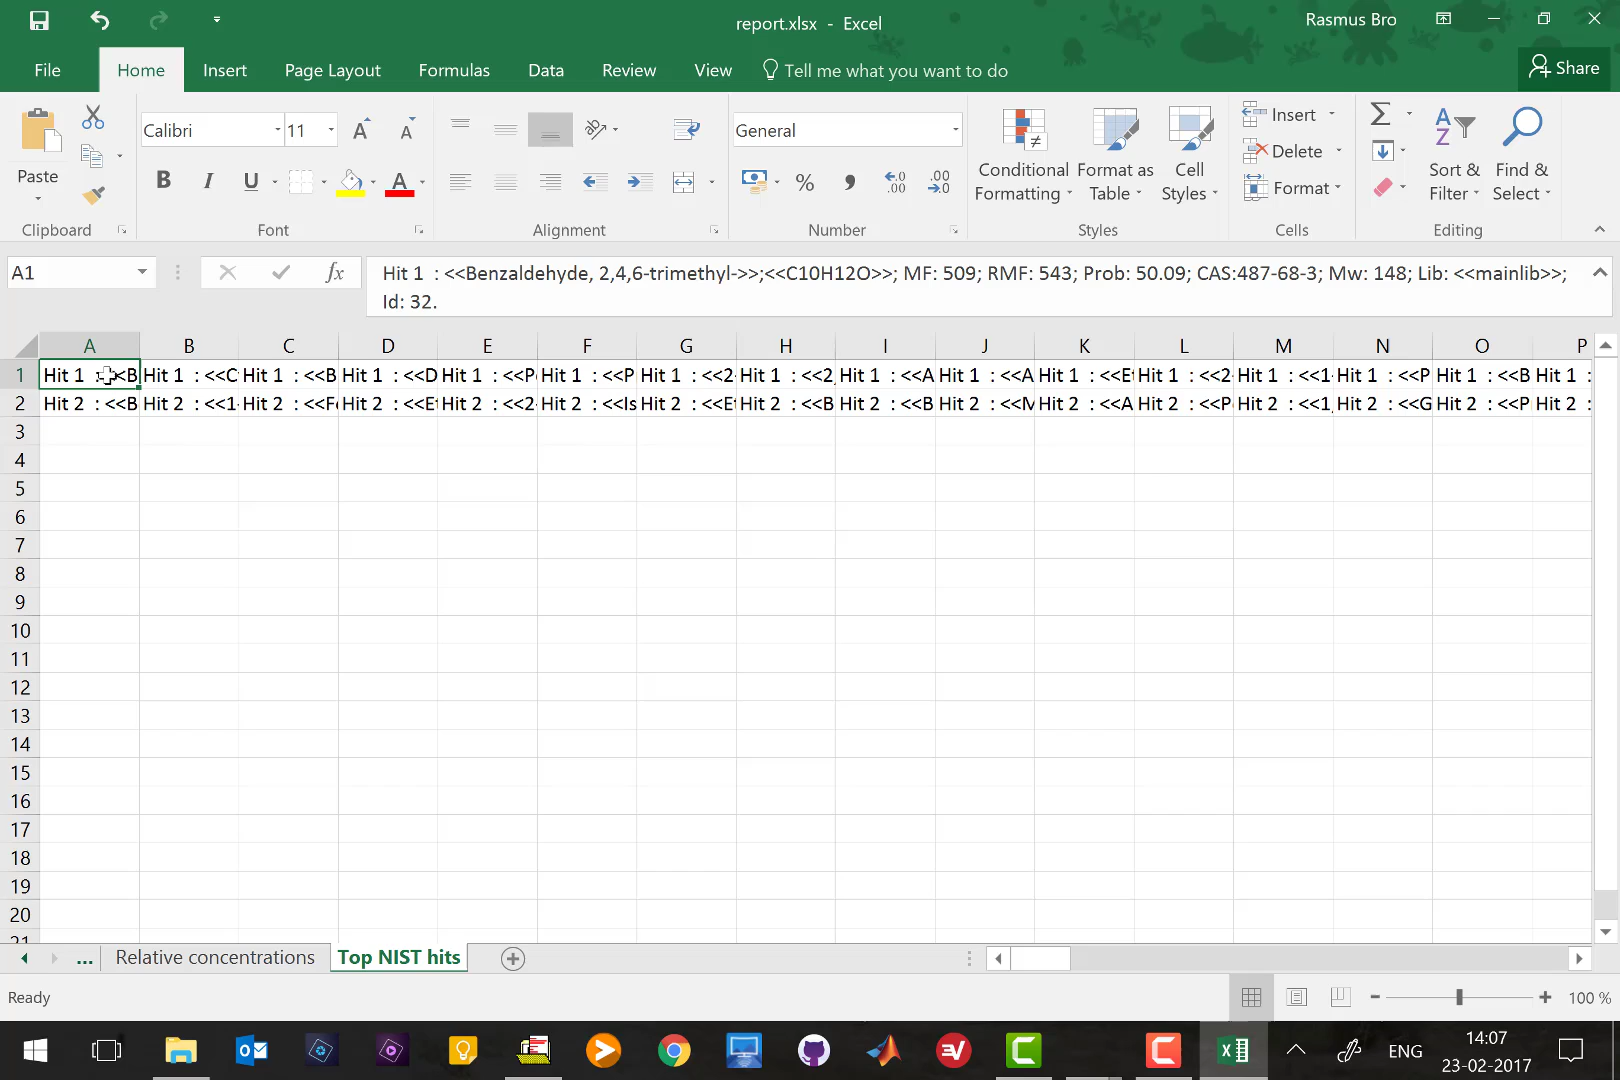 report.xlsx - Excel
Rasmus Bro
File Home Insert Page Layout Formulas Data Review View Tell me what you want to do Share
Calibri 11 General
Paste
Conditional Formatting
Format as Table
Cell Styles
Insert
Delete
Format
Sort & Filter
Find & Select
Clipboard Font Alignment Number Styles Cells Editing
A1
Hit 1 : <<Benzaldehyde, 2,4,6-trimethyl->>;<<C10H12O>>; MF: 509; RMF: 543; Prob: 50.09; CAS:487-68-3; Mw: 148; Lib: <<mainlib>>;
Id: 32.
A B C D E F G H I J K L M N O P
1 Hit 1 : <<B Hit 1 : <<C Hit 1 : <<B Hit 1 : <<D Hit 1 : <<P Hit 1 : <<P Hit 1 : <<2- Hit 1 : <<2, Hit 1 : <<A Hit 1 : <<A Hit 1 : <<E Hit 1 : <<2- Hit 1 : <<1- Hit 1 : <<P Hit 1 : <<B Hit 1 :
2 Hit 2 : <<B Hit 2 : <<1- Hit 2 : <<F Hit 2 : <<E Hit 2 : <<2- Hit 2 : <<Is Hit 2 : <<E Hit 2 : <<B Hit 2 : <<B Hit 2 : <<M Hit 2 : <<A Hit 2 : <<P Hit 2 : <<1, Hit 2 : <<G Hit 2 : <<P Hit 2 :
3
4
5
6
7
8
9
10
11
12
13
14
15
16
17
18
19
20
21
... Relative concentrations Top NIST hits
Ready
100 %
ENG
14:07
23-02-2017